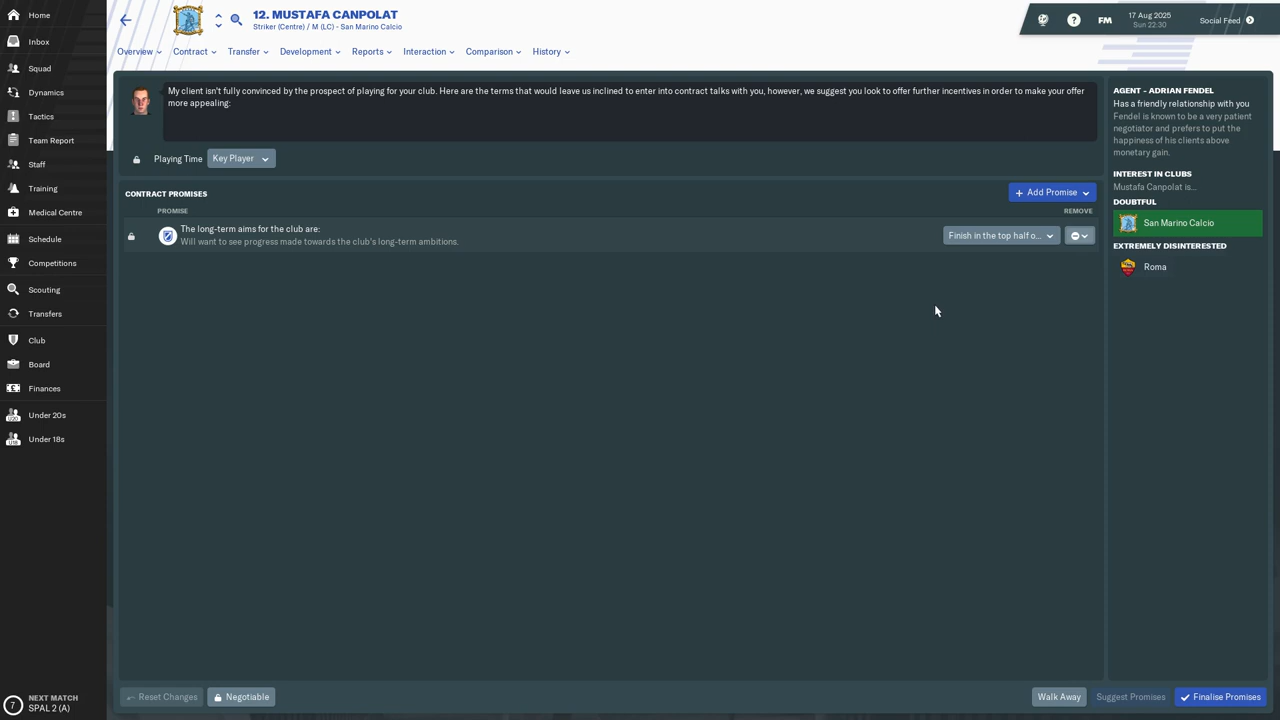 Home
Inbox
Squad
Dynamics
Tactics
Team Report
Staff
Training
Medical Centre
Schedule
Competitions
Scouting
Transfers
Club
Board
Finances
Under 20s
Under 18s
7
NEXT MATCH
SPAL 2 (A)
12. MUSTAFA CANPOLAT
Striker (Centre) / M (LC) - San Marino Calcio
?
FM
17 Aug 2025
Sun 22:30
Social Feed
Overview
Contract
Transfer
Development
Reports
Interaction
Comparison
History
My client isn't fully convinced by the prospect of playing for your club. Here are the terms that would leave us inclined to enter into contract talks with you, however, we suggest you look to offer further incentives in order to make your offer
more appealing:
Playing Time
Key Player
CONTRACT PROMISES
+ Add Promise
PROMISE
REMOVE
The long-term aims for the club are:
Will want to see progress made towards the club's long-term ambitions.
Finish in the top half o...
AGENT - ADRIAN FENDEL
Has a friendly relationship with you
Fendel is known to be a very patient
negotiator and prefers to put the
happiness of his clients above
monetary gain.
INTEREST IN CLUBS
Mustafa Canpolat is...
DOUBTFUL
San Marino Calcio
EXTREMELY DISINTERESTED
Roma
Reset Changes
Negotiable
Walk Away
Suggest Promises
Finalise Promises